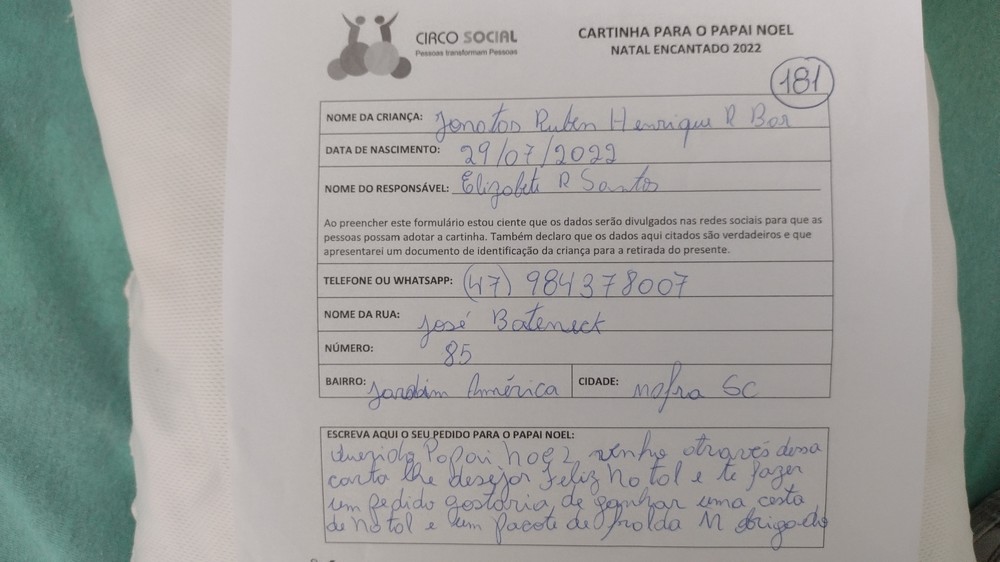 CIRCO SOCIAL
Pessoas transformam Pessoas
CARTINHA PARA O PAPAI NOEL
NATAL ENCANTADO 2022
181
NOME DA CRIANÇA: Jonatas Ruben Henrique R Bar
DATA DE NASCIMENTO: 29/07/2022
NOME DO RESPONSÁVEL: Elizabete R Santos
Ao preencher este formulário estou ciente que os dados serão divulgados nas redes sociais para que as
pessoas possam adotar a cartinha. Também declaro que os dados aqui citados são verdadeiros e que
apresentarei um documento de identificação da criança para a retirada do presente.
TELEFONE OU WHATSAPP: (47) 984378007
NOME DA RUA: José Bateneck
NÚMERO: 85
BAIRRO: Jardim América CIDADE: Mafra SC
ESCREVA AQUI O SEU PEDIDO PARA O PAPAI NOEL:
Querido Papai Noel, venho através dessa
carta lhe desejar Feliz Natal e te fazer
um pedido gostaria de ganhar uma cesta
de Natal e um pacote de fralda M obrigado